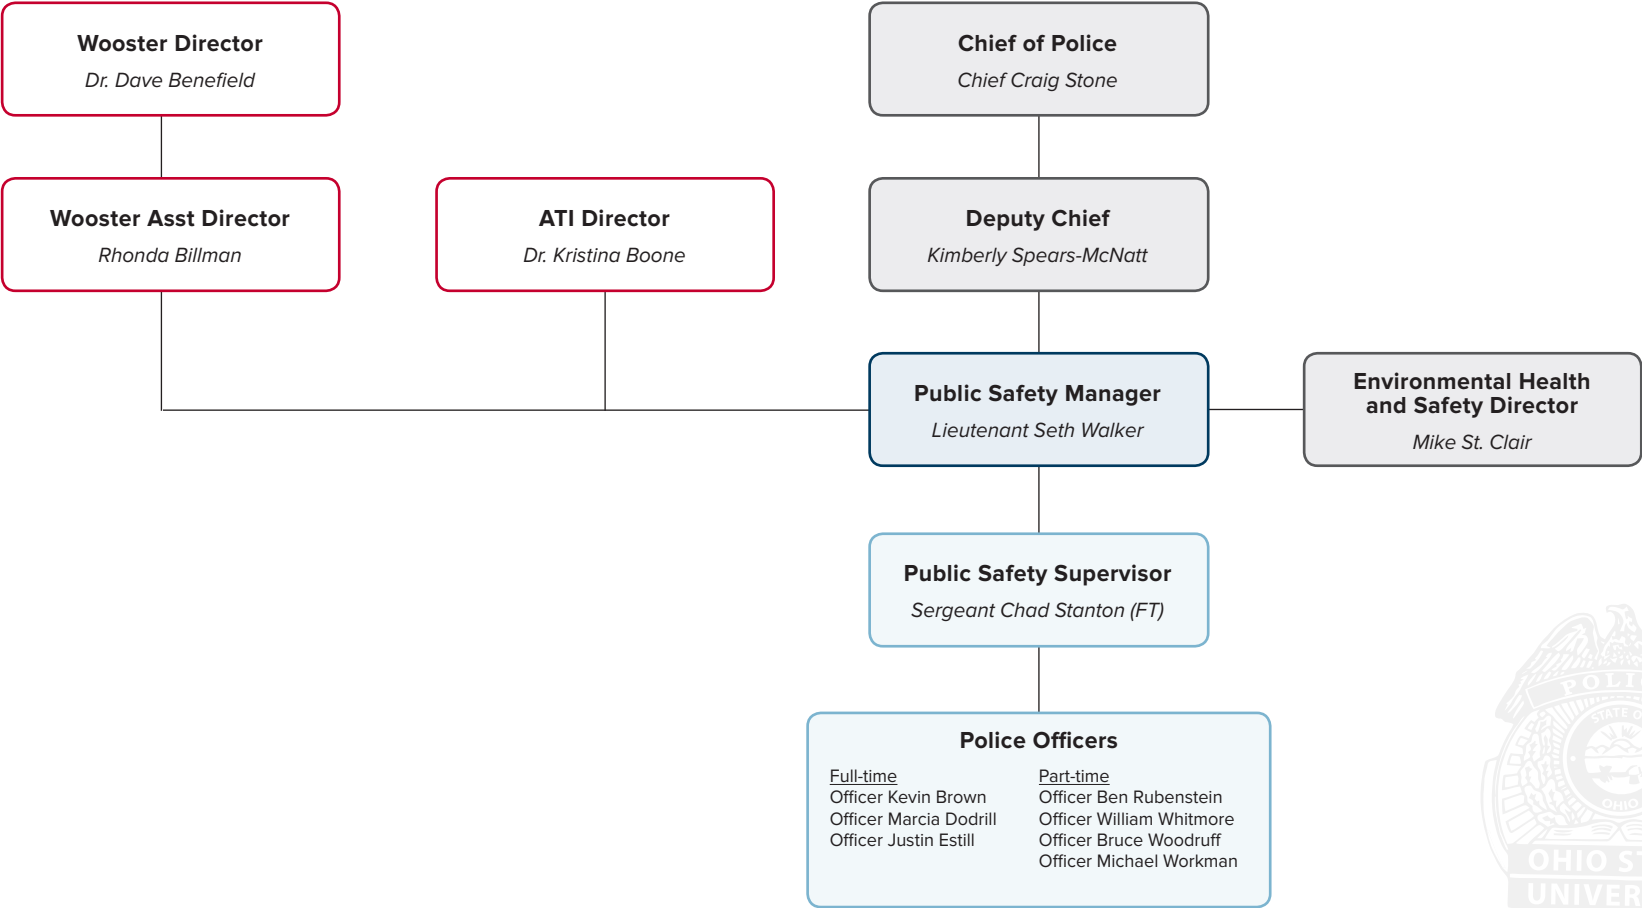 Wooster Director
Dr. Dave Benefield
Chief of Police
Chief Craig Stone
Wooster Asst Director
Rhonda Billman
ATI Director
Dr. Kristina Boone
Deputy Chief
Kimberly Spears-McNatt
Public Safety Manager
Lieutenant Seth Walker
Environmental Health
and Safety Director
Mike St. Clair
Public Safety Supervisor
Sergeant Chad Stanton (FT)
Police Officers
Full-time
Officer Kevin Brown
Officer Marcia Dodrill
Officer Justin Estill
Part-time
Officer Ben Rubenstein
Officer William Whitmore
Officer Bruce Woodruff
Officer Michael Workman
STATE
OHIO
OHIO